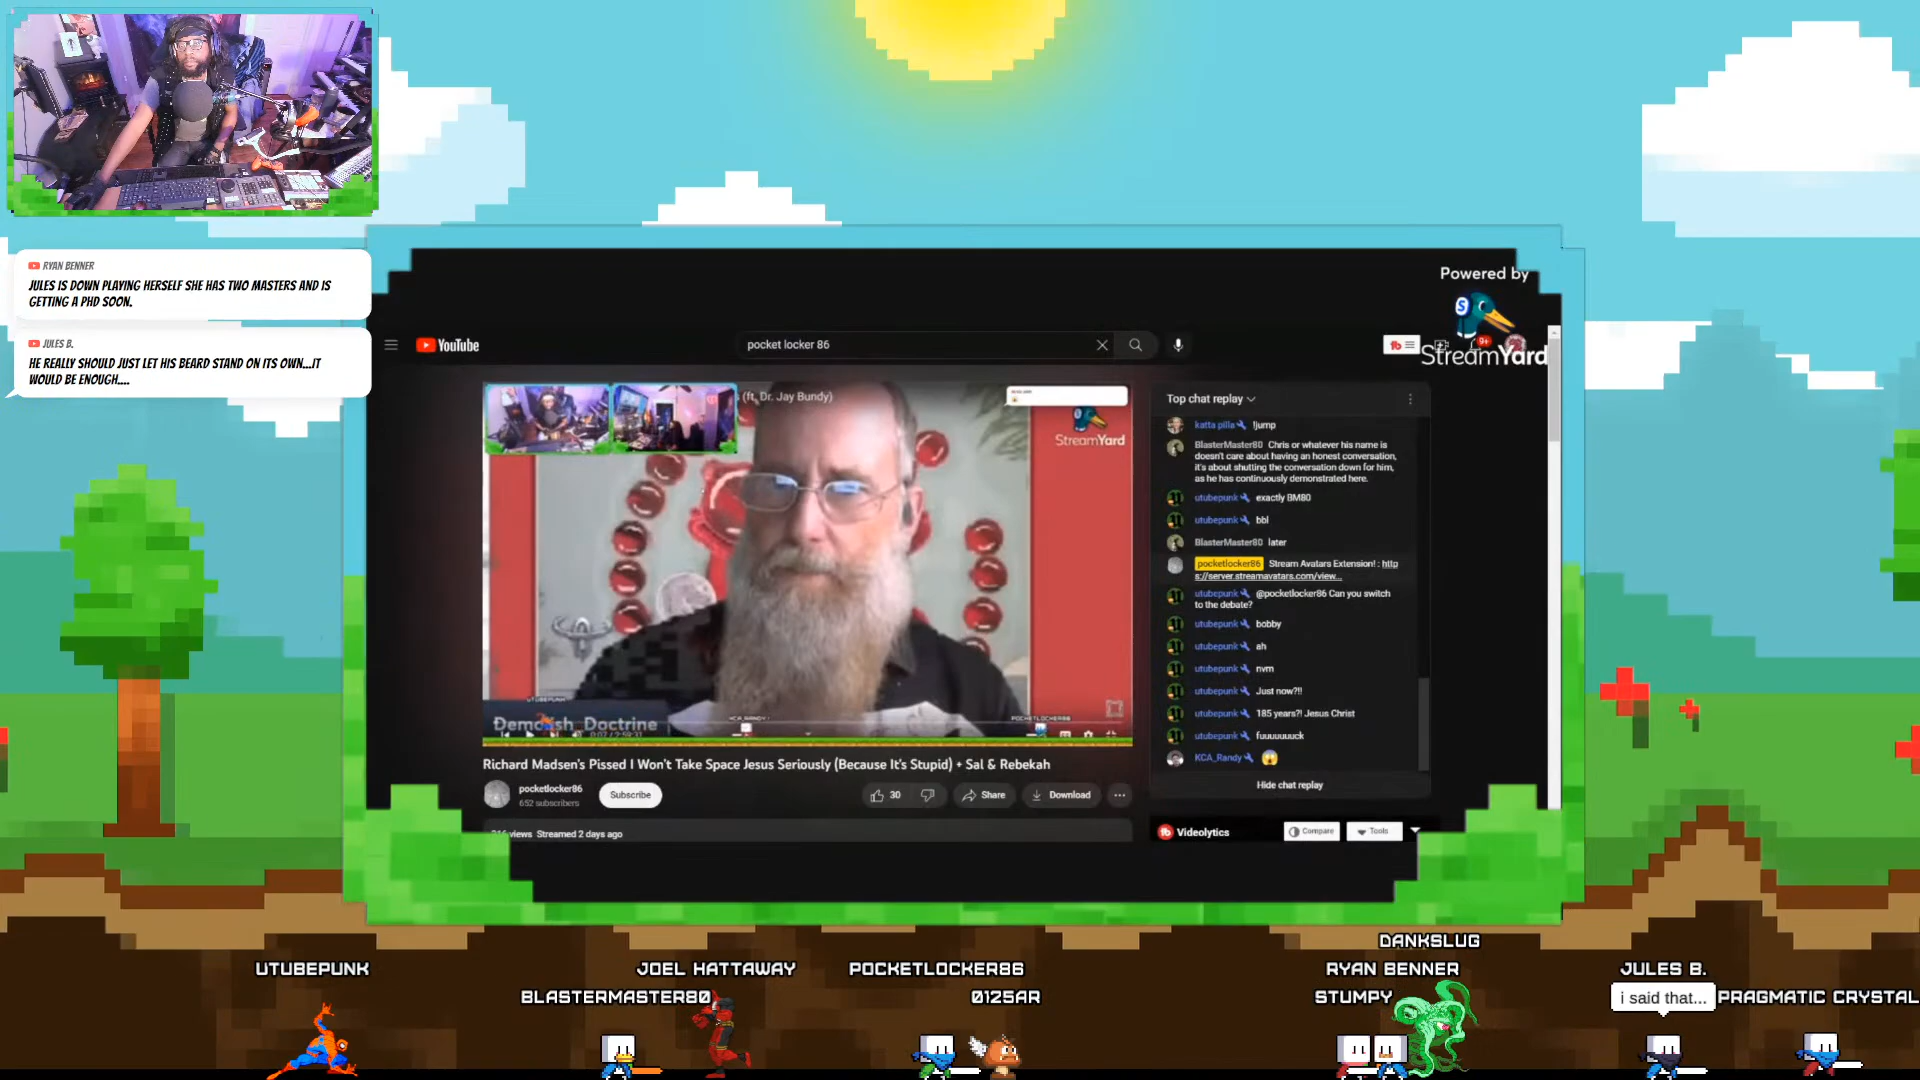 RYAN BENNER
JULES IS DOWN PLAYING HERSELF SHE HAS TWO MASTERS AND IS
GETTING A PHD SOON.
JULES B.
HE REALLY SHOULD JUST LET HIS BEARD STAND ON ITS OWN...IT
WOULD BE ENOUGH....
Powered by
StreamYard
YouTube
pocket locker 86
9+
(ft. Dr. Jay Bundy)
StreamYard
UTUBEPUNK
KCA_RANDY
POCKETLOCKER86
Demonish_Doctrine
Top chat replay
katta pilla !jump
BlasterMaster80 Chris or whatever his name is
doesn't care about having an honest conversation,
it's about shutting the conversation down for him,
as he has continuously demonstrated here.
utubepunk exactly BM80
utubepunk bbl
BlasterMaster80 later
pocketlocker86 Stream Avatars Extension! : http
s://server.streamavatars.com/view...
utubepunk @pocketlocker86 Can you switch
to the debate?
utubepunk bobby
utubepunk ah
utubepunk nvm
utubepunk Just now?!!
utubepunk 185 years?! Jesus Christ
utubepunk fuuuuuuuck
KCA_Randy
Hide chat replay
Richard Madsen's Pissed I Won't Take Space Jesus Seriously (Because It's Stupid) + Sal & Rebekah
pocketlocker86
652 subscribers
Subscribe
30
Share
Download
views Streamed 2 days ago
Videolytics
Compare
Tools
DANKSLUG
UTUBEPUNK
JOEL HATTAWAY
POCKETLOCKER86
RYAN BENNER
JULES B.
BLASTERMASTER80
0125AR
STUMPY
i said that...
PRAGMATIC CRYSTAL